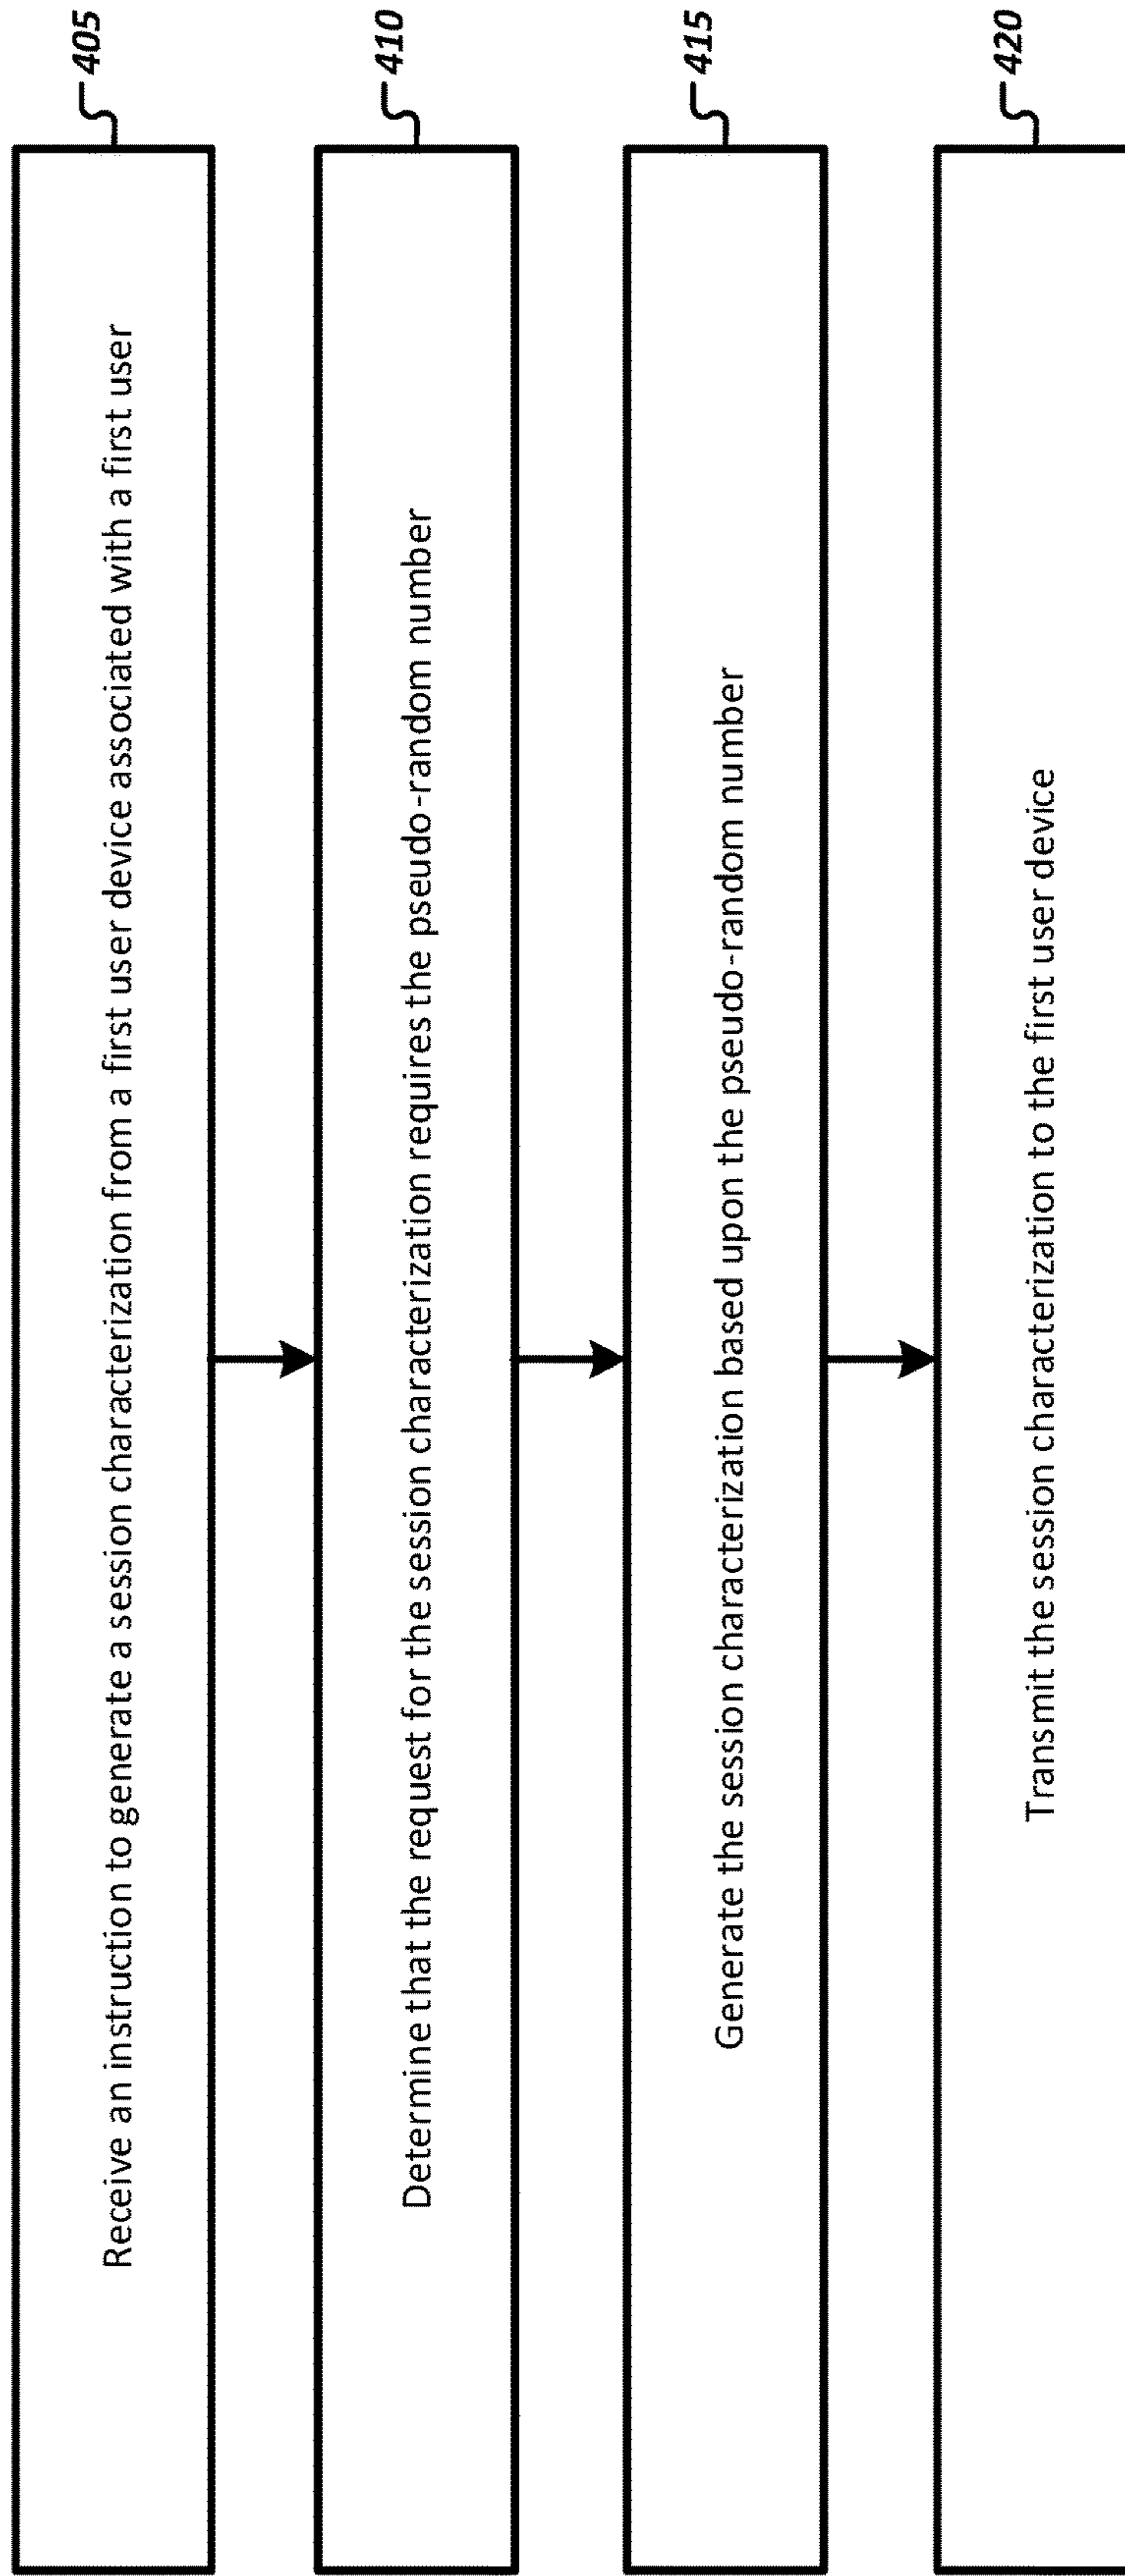 405
Receive an instruction to generate a session characterization from a first user device associated with a first user
410
Determine that the request for the session characterization requires the pseudo-random number
415
Generate the session characterization based upon the pseudo-random number
420
Transmit the session characterization to the first user device